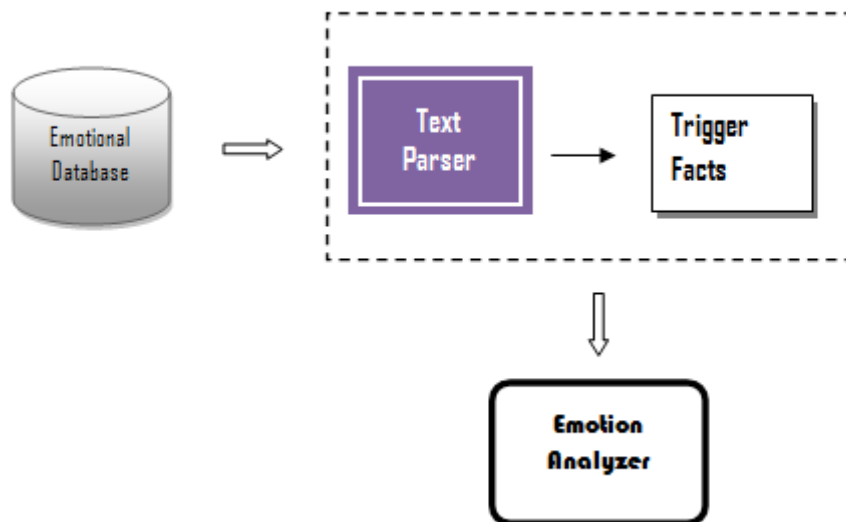 Emotional
Database
Text
Parser
Trigger
Facts
Emotion
Analyzer